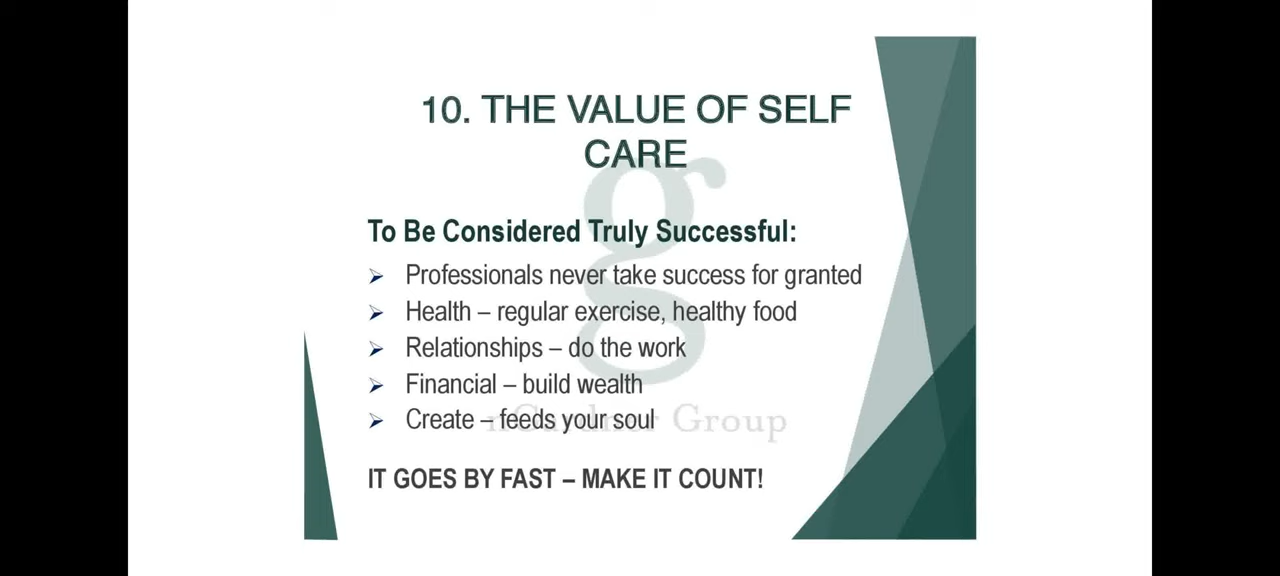 10. THE VALUE OF SELF
CARE
To Be Considered Truly Successful:
Professionals never take success for granted
Health – regular exercise, healthy food
Relationships – do the work
Financial – build wealth
Create – feeds your soul
Group
IT GOES BY FAST – MAKE IT COUNT!